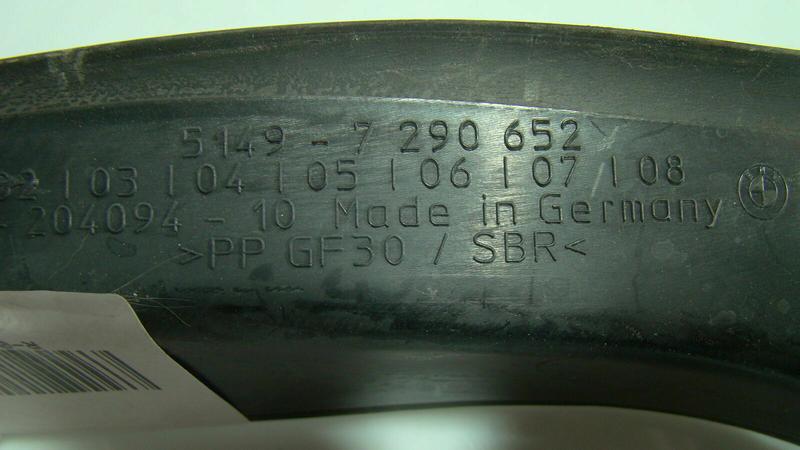 5149 - 7 290 652
02 | 03 | 04 | 05 | 06 | 07 | 08
- 204094 - 10 Made in Germany
>PP GF30 / SBR<